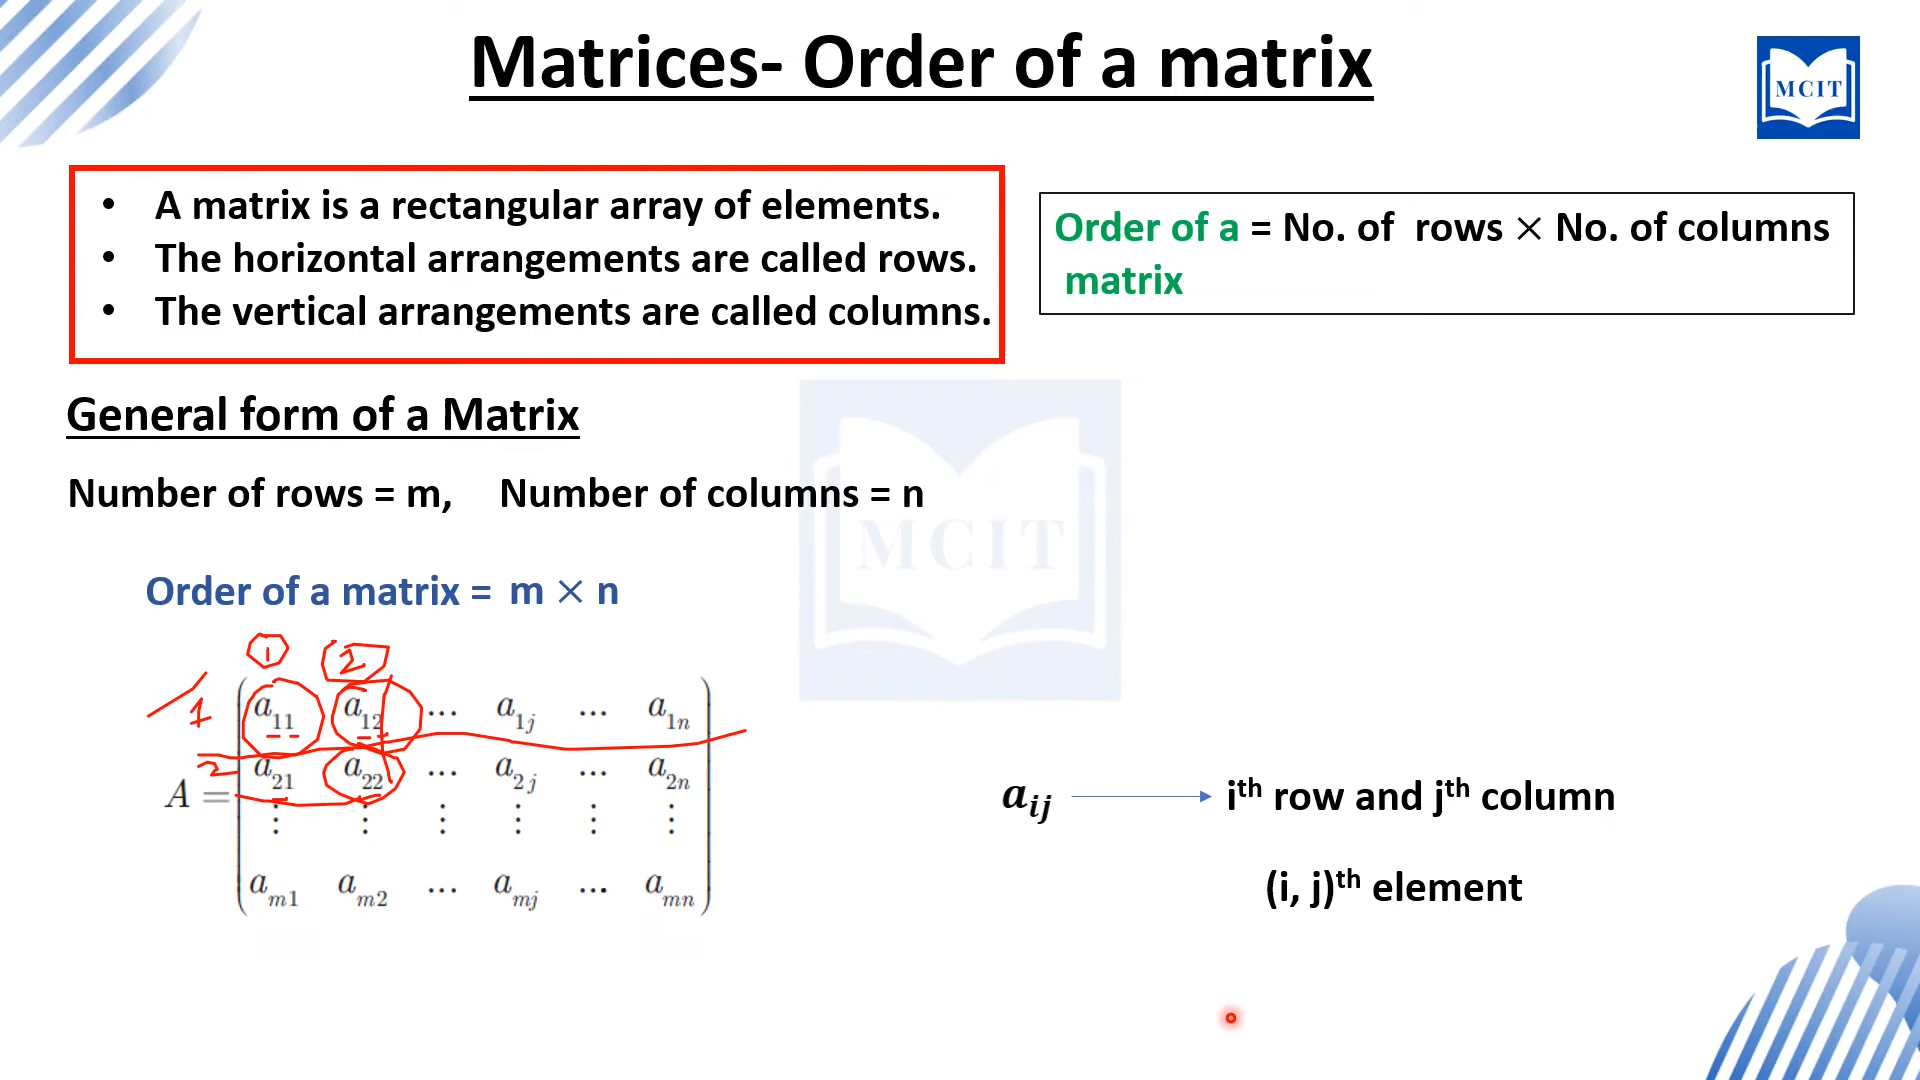 Matrices- Order of a matrix
MCIT
• A matrix is a rectangular array of elements.
• The horizontal arrangements are called rows.
• The vertical arrangements are called columns.
Order of a = No. of rows × No. of columns
matrix
General form of a Matrix
Number of rows = m, Number of columns = n
MCIT
Order of a matrix = m × n
1 2
1 a11 a12 ... a1j ... a1n
2 a21 a22 ... a2j ... a2n
A =
⋮ ⋮ ⋮ ⋮ ⋮ ⋮
am1 am2 ... amj ... amn
aij ith row and jth column
(i, j)th element